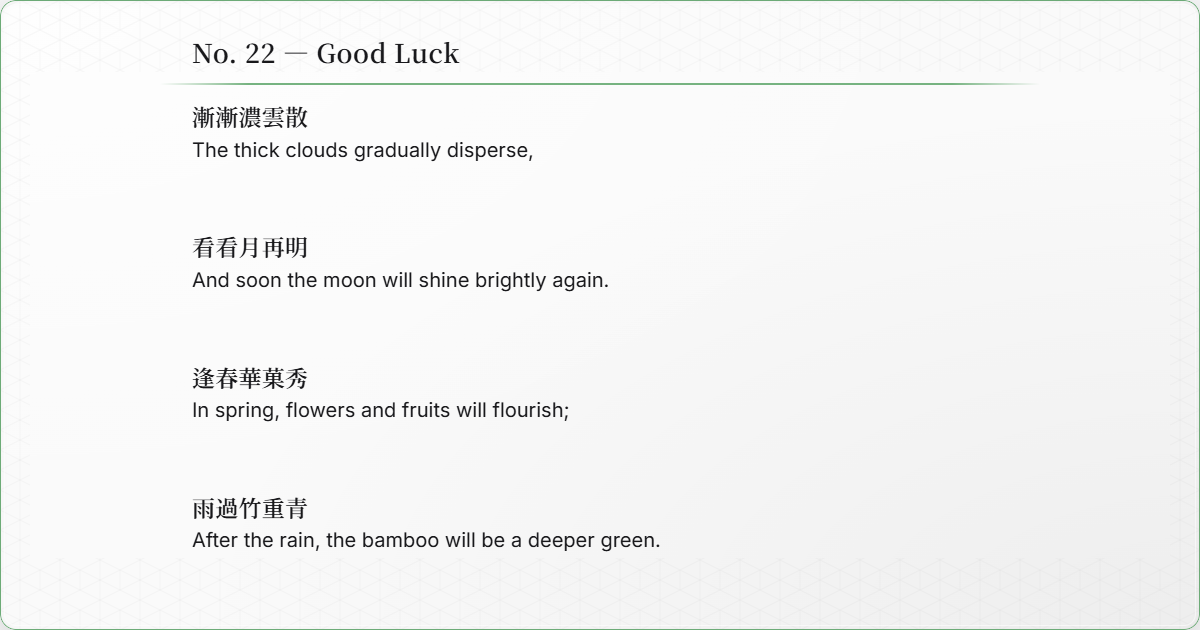 No. 22 — Good Luck
漸漸濃雲散
The thick clouds gradually disperse,
看看月再明
And soon the moon will shine brightly again.
逢春華菓秀
In spring, flowers and fruits will flourish;
雨過竹重青
After the rain, the bamboo will be a deeper green.